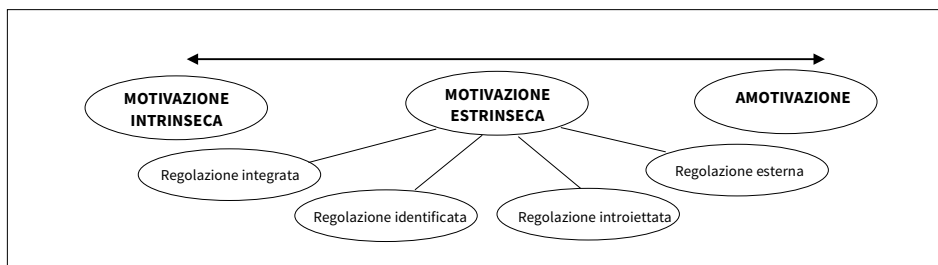 MOTIVAZIONE
INTRINSECA
MOTIVAZIONE
ESTRINSECA
AMOTIVAZIONE
Regolazione integrata
Regolazione identificata
Regolazione introiettata
Regolazione esterna